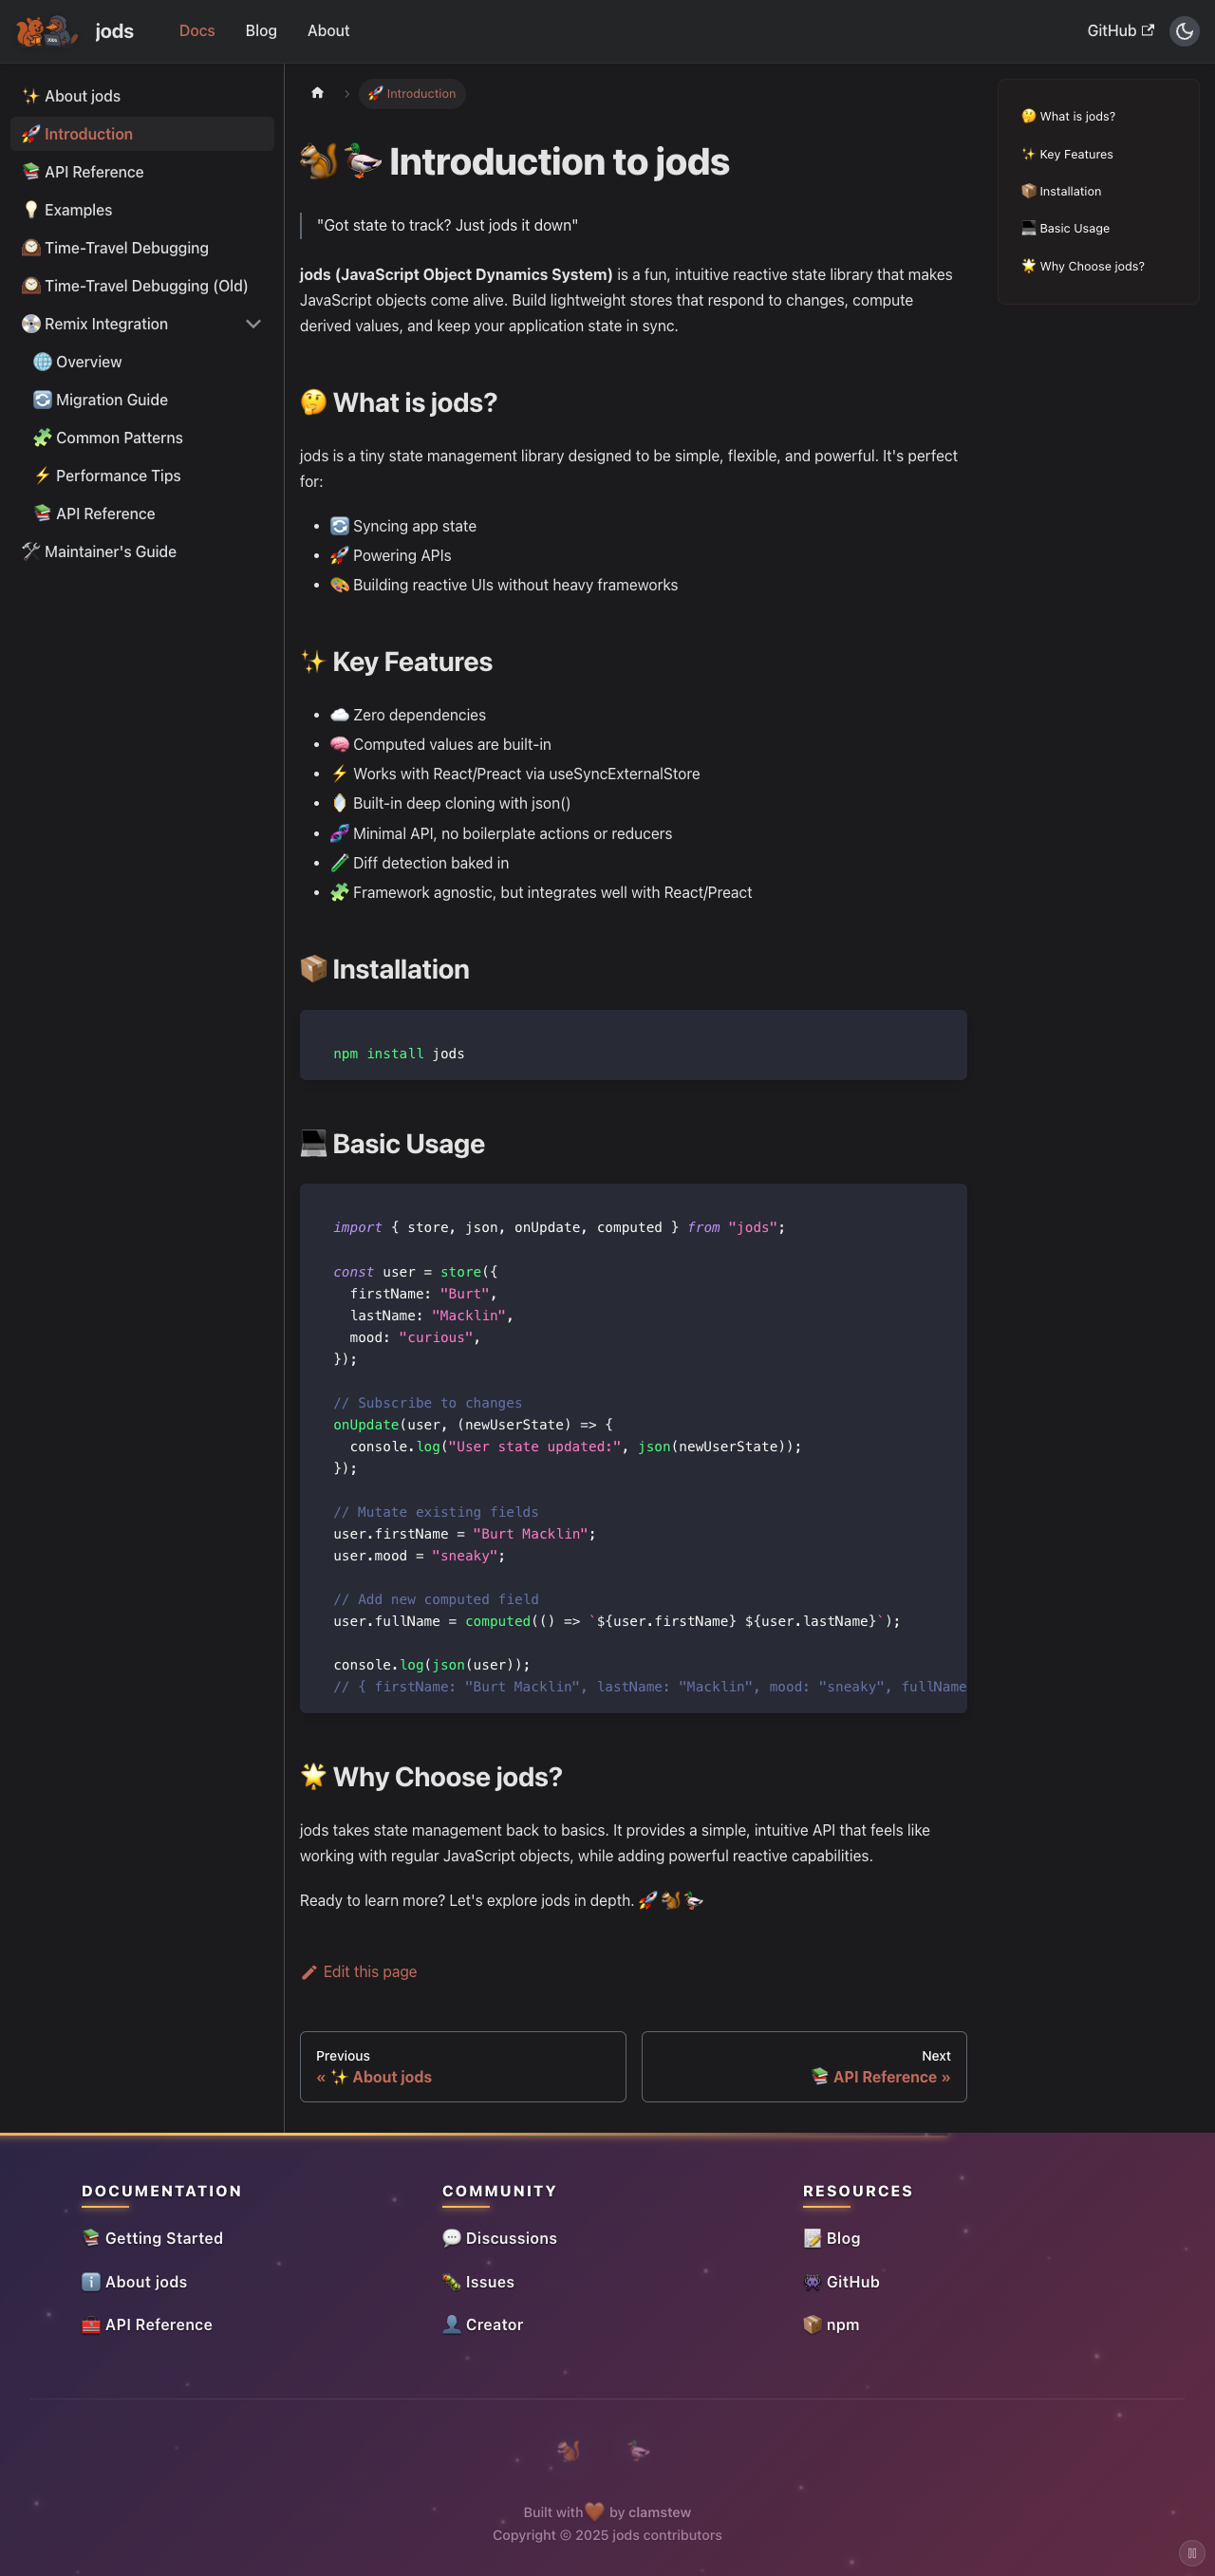 jods
Docs
Blog
About
GitHub
✨ About jods
🚀 Introduction
📚 API Reference
💡 Examples
🕰️ Time-Travel Debugging
🕰️ Time-Travel Debugging (Old)
💿 Remix Integration
🌐 Overview
🔄 Migration Guide
🧩 Common Patterns
⚡ Performance Tips
📚 API Reference
🛠️ Maintainer's Guide
🚀 Introduction
🐿️🦆 Introduction to jods
"Got state to track? Just jods it down"
jods (JavaScript Object Dynamics System) is a fun, intuitive reactive state library that makes
JavaScript objects come alive. Build lightweight stores that respond to changes, compute
derived values, and keep your application state in sync.
🤔 What is jods?
jods is a tiny state management library designed to be simple, flexible, and powerful. It's perfect
for:
• 🔄 Syncing app state
• 🚀 Powering APIs
• 🎨 Building reactive UIs without heavy frameworks
✨ Key Features
• ☁️ Zero dependencies
• 🧠 Computed values are built-in
• ⚡ Works with React/Preact via useSyncExternalStore
• 🪞 Built-in deep cloning with json()
• 🧬 Minimal API, no boilerplate actions or reducers
• 🧪 Diff detection baked in
• 🧩 Framework agnostic, but integrates well with React/Preact
📦 Installation
npm install jods
💻 Basic Usage
import { store, json, onUpdate, computed } from "jods";
const user = store({
  firstName: "Burt",
  lastName: "Macklin",
  mood: "curious",
});
// Subscribe to changes
onUpdate(user, (newUserState) => {
  console.log("User state updated:", json(newUserState));
});
// Mutate existing fields
user.firstName = "Burt Macklin";
user.mood = "sneaky";
// Add new computed field
user.fullName = computed(() => `${user.firstName} ${user.lastName}`);
console.log(json(user));
// { firstName: "Burt Macklin", lastName: "Macklin", mood: "sneaky", fullName
🌟 Why Choose jods?
jods takes state management back to basics. It provides a simple, intuitive API that feels like
working with regular JavaScript objects, while adding powerful reactive capabilities.
Ready to learn more? Let's explore jods in depth. 🚀🐿️🦆
Edit this page
Previous
« ✨ About jods
Next
📚 API Reference »
🤔 What is jods?
✨ Key Features
📦 Installation
💻 Basic Usage
🌟 Why Choose jods?
DOCUMENTATION
📚 Getting Started
ℹ️ About jods
🧰 API Reference
COMMUNITY
💬 Discussions
🐛 Issues
👤 Creator
RESOURCES
📝 Blog
👾 GitHub
📦 npm
🐿️ 🦆
Built with 🤎 by clamstew
Copyright © 2025 jods contributors